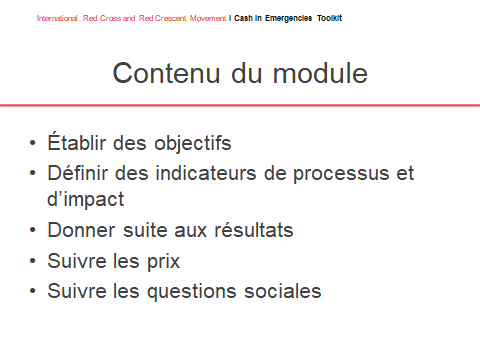 International Red Cross and Red Crescent Movement I Cash in Emergencies Toolkit
Contenu du module
• Établir des objectifs
• Définir des indicateurs de processus et
d’impact
• Donner suite aux résultats
• Suivre les prix
• Suivre les questions sociales